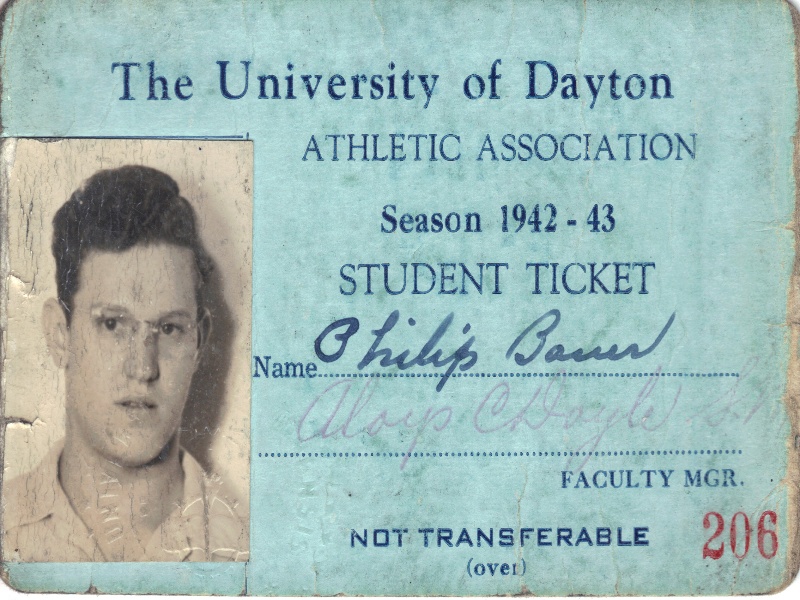 The University of Dayton
ATHLETIC ASSOCIATION
Season 1942 - 43
STUDENT TICKET
Name Philip Bauer
Aloys C Doyle S.M
FACULTY MGR.
NOT TRANSFERABLE
(over)
206